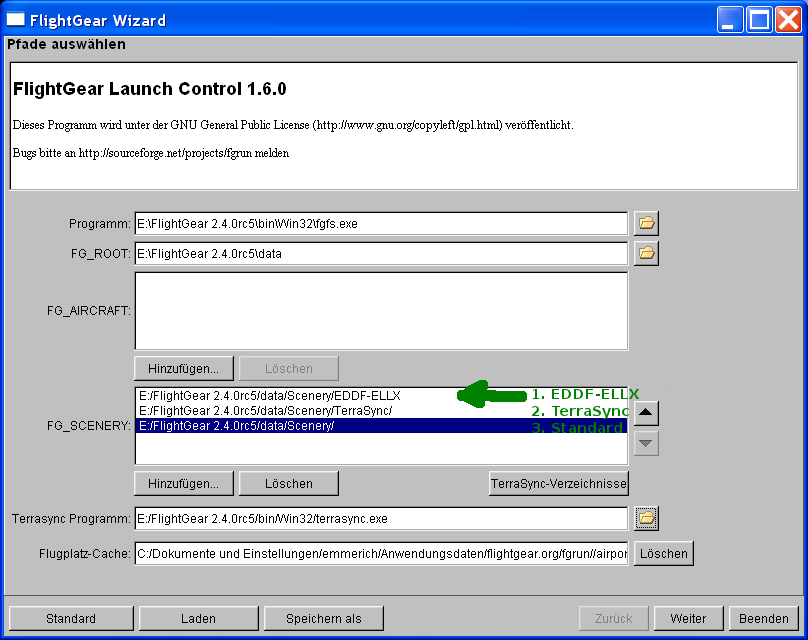 FlightGear Wizard
Pfade auswählen
FlightGear Launch Control 1.6.0
Dieses Programm wird unter der GNU General Public License (http://www.gnu.org/copyleft/gpl.html) veröffentlicht.
Bugs bitte an http://sourceforge.net/projects/fgrun melden
Programm: E:\FlightGear 2.4.0rc5\bin\Win32\fgfs.exe
FG_ROOT: E:\FlightGear 2.4.0rc5\data
FG_AIRCRAFT:
Hinzufügen... Löschen
E:/FlightGear 2.4.0rc5/data/Scenery/EDDF-ELLX 1. EDDF-ELLX
E:/FlightGear 2.4.0rc5/data/Scenery/TerraSync/ 2. TerraSync
FG_SCENERY: E:/FlightGear 2.4.0rc5/data/Scenery/ 3. Standard
Hinzufügen... Löschen TerraSync-Verzeichnisse
Terrasync Programm: E:/FlightGear 2.4.0rc5/bin/Win32/terrasync.exe
Flugplatz-Cache: C:/Dokumente und Einstellungen/emmerich/Anwendungsdaten/flightgear.org/fgrun//airpor Löschen
Standard Laden Speichern als Zurück Weiter Beenden